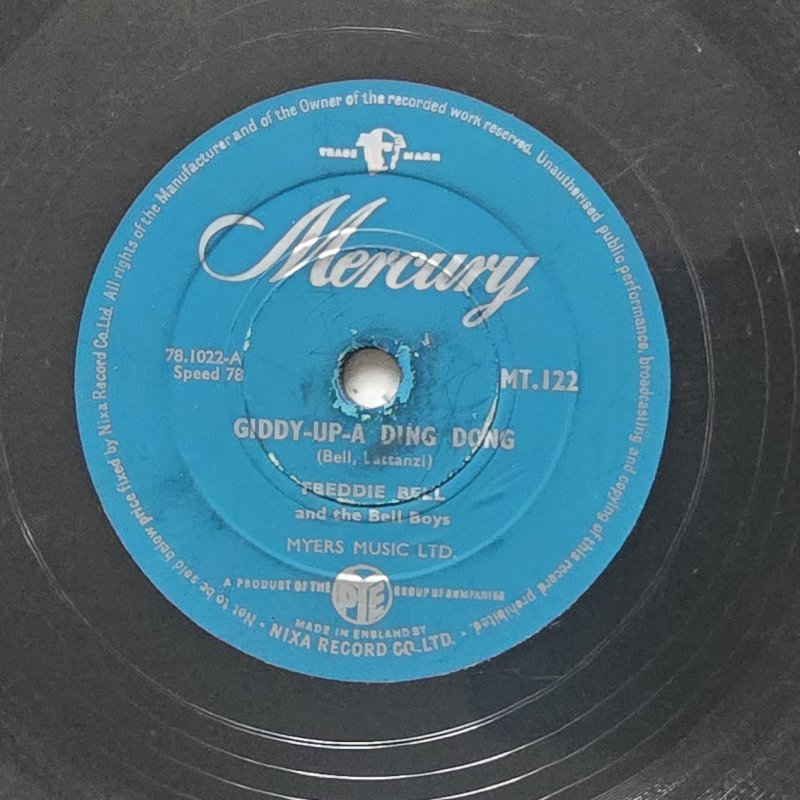 Not to be sold below price fixed by Nixa Record Co.Ltd. All rights of the Manufacturer and of the Owner of the recorded work reserved. Unauthorised public performance, broadcasting and copying of this record prohibited.
TRADE MARK
Mercury
78.1022-A
Speed 78
MT.122
GIDDY-UP-A DING DONG
(Bell, Lattanzi)
FREDDIE BELL
and the Bell Boys
MYERS MUSIC LTD.
A PRODUCT OF THE PYE GROUP OF COMPANIES
MADE IN ENGLAND BY
NIXA RECORD CO. LTD.